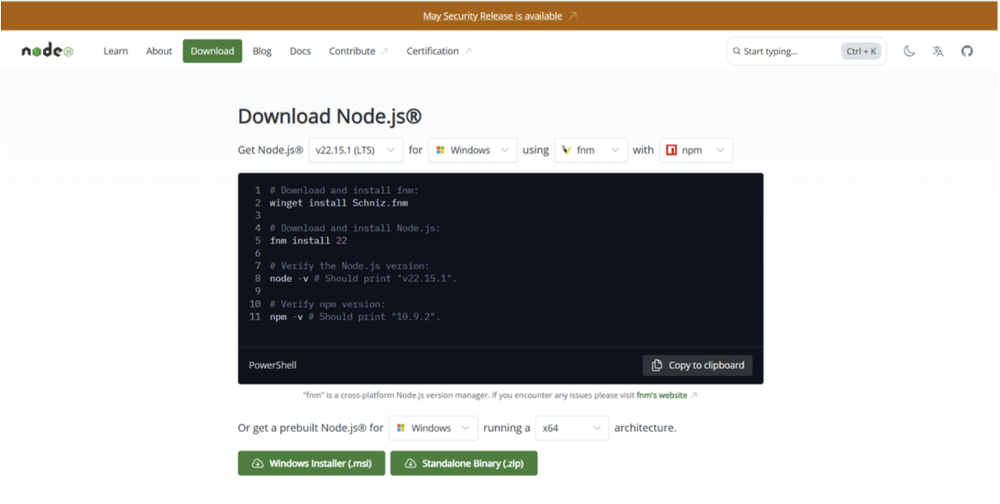 May Security Release is available
node
Learn About Download Blog Docs Contribute Certification Start typing... Ctrl + K
Download Node.js®
Get Node.js® v22.15.1 (LTS) for Windows using fnm with npm
1 # Download and install fnm:
2 winget install Schniz.fnm
3
4 # Download and install Node.js:
5 fnm install 22
6
7 # Verify the Node.js version:
8 node -v # Should print "v22.15.1".
9
10 # Verify npm version:
11 npm -v # Should print "10.9.2".
PowerShell Copy to clipboard
"fnm" is a cross-platform Node.js version manager. If you encounter any issues please visit fnm's website
Or get a prebuilt Node.js® for Windows running a x64 architecture.
Windows Installer (.msi) Standalone Binary (.zip)